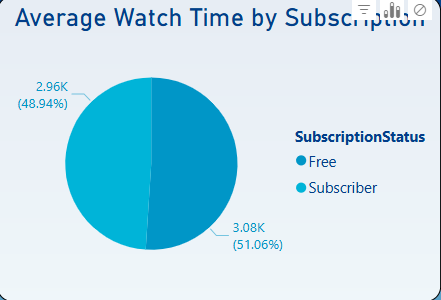 Average Watch Time by Subscription
2.96K
(48.94%)
SubscriptionStatus
Free
Subscriber
3.08K
(51.06%)